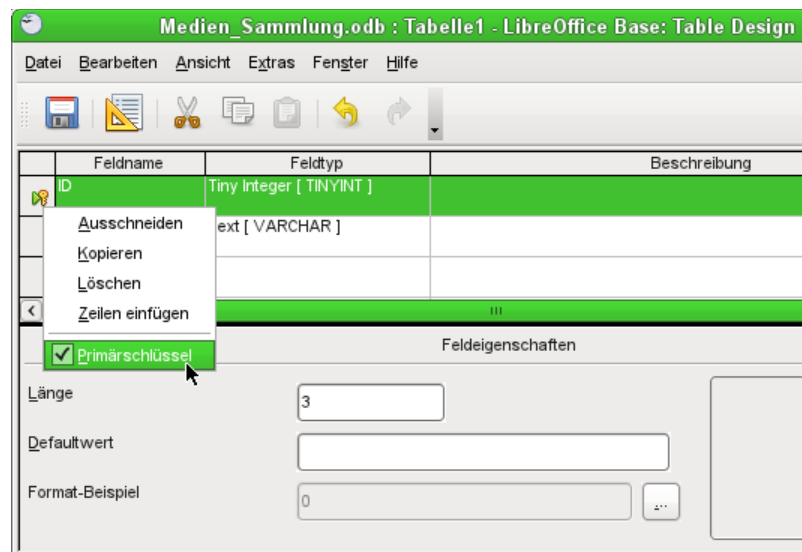 Medien_Sammlung.odb : Tabelle1 - LibreOffice Base: Table Design
Datei Bearbeiten Ansicht Extras Fenster Hilfe
Feldname Feldtyp Beschreibung
ID Tiny Integer [ TINYINT ]
ext [ VARCHAR ]
Ausschneiden
Kopieren
Löschen
Zeilen einfügen
Primärschlüssel
Feldeigenschaften
Länge 3
Defaultwert
Format-Beispiel 0 ...